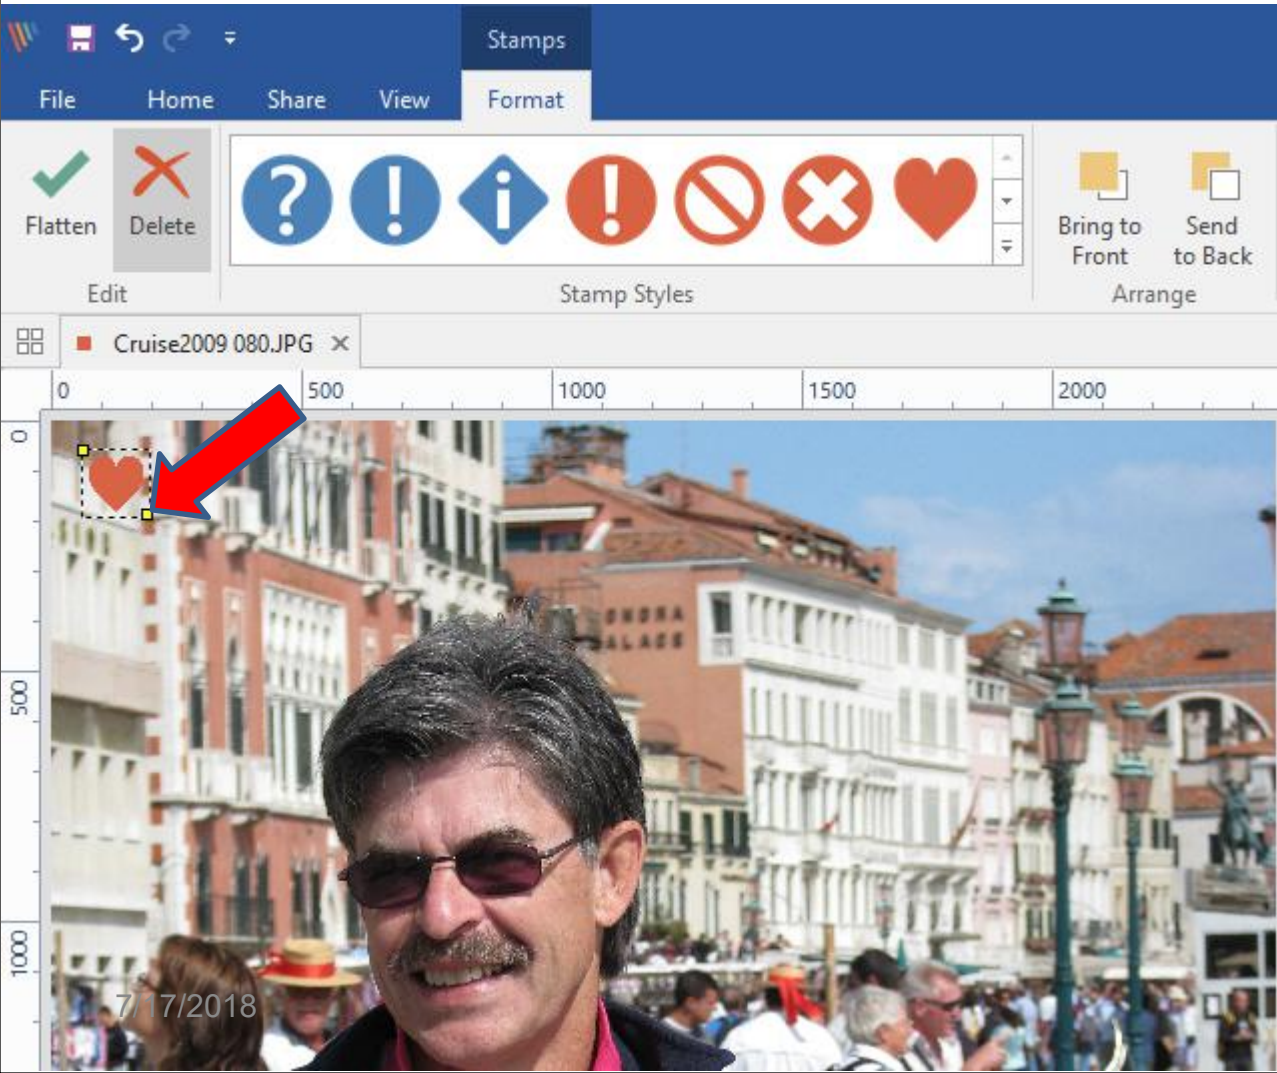 Stamps
File Home Share View Format
Flatten Delete Bring to Front Send to Back
Edit Stamp Styles Arrange
Cruise2009 080.JPG
0 500 1000 1500 2000
0
500
1000
7/17/2018